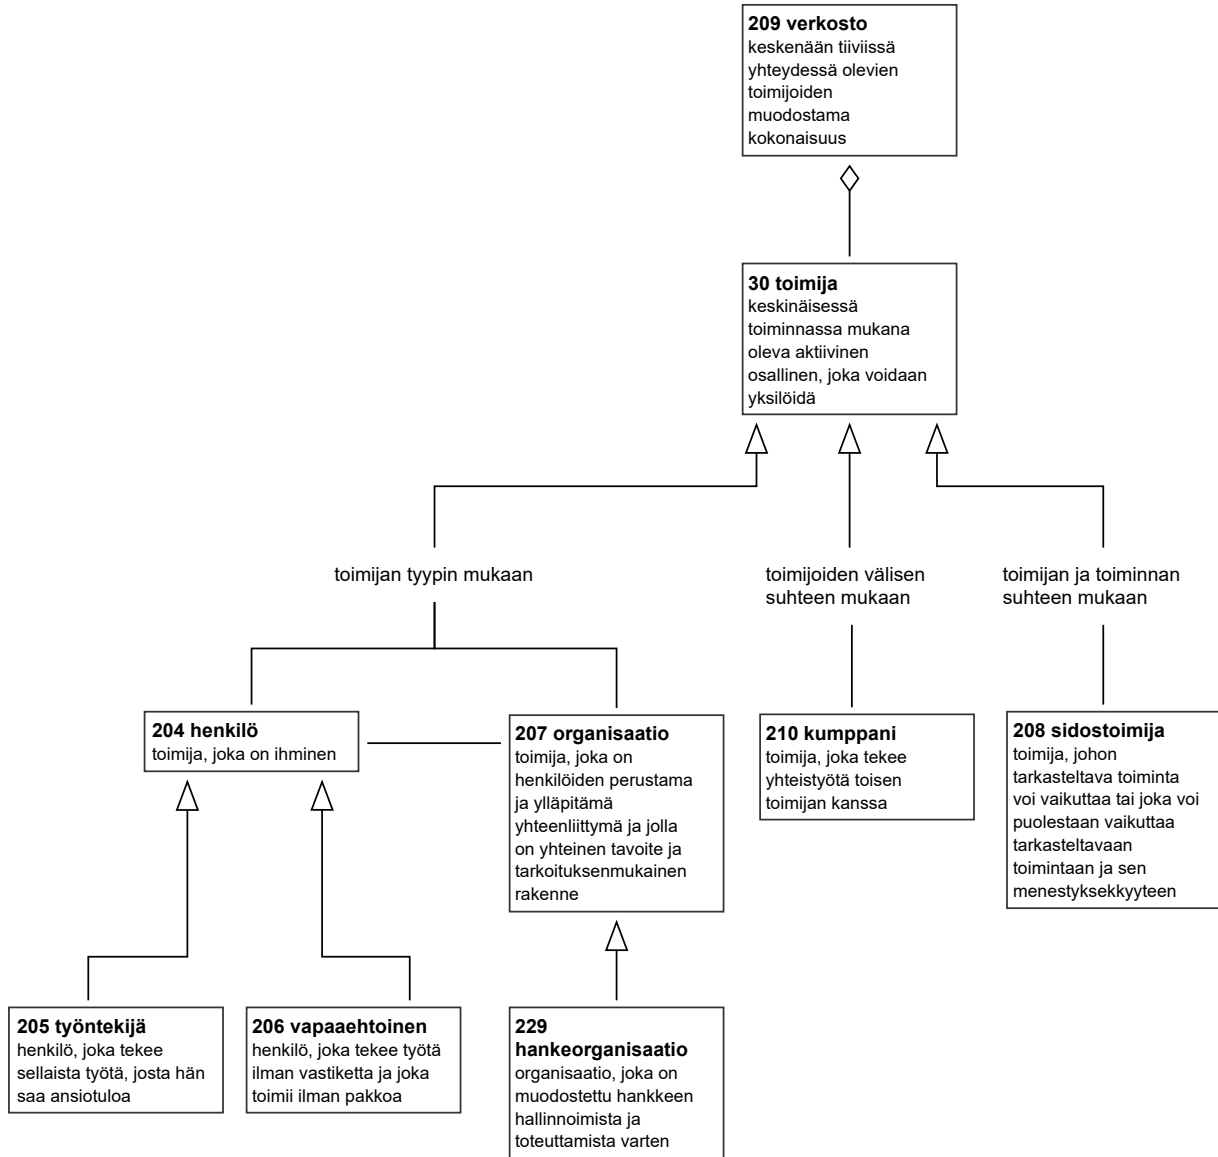 209 verkosto
keskenään tiiviissä
yhteydessä olevien
toimijoiden
muodostama
kokonaisuus
30 toimija
keskinäisessä
toiminnassa mukana
oleva aktiivinen
osallinen, joka voidaan
yksilöidä
toimijan tyypin mukaan
toimijoiden välisen
suhteen mukaan
toimijan ja toiminnan
suhteen mukaan
204 henkilö
toimija, joka on ihminen
207 organisaatio
toimija, joka on
henkilöiden perustama
ja ylläpitämä
yhteenliittymä ja jolla
on yhteinen tavoite ja
tarkoituksenmukainen
rakenne
210 kumppani
toimija, joka tekee
yhteistyötä toisen
toimijan kanssa
208 sidostoimija
toimija, johon
tarkasteltava toiminta
voi vaikuttaa tai joka voi
puolestaan vaikuttaa
tarkasteltavaan
toimintaan ja sen
menestyksekkyyteen
205 työntekijä
henkilö, joka tekee
sellaista työtä, josta hän
saa ansiotuloa
206 vapaaehtoinen
henkilö, joka tekee työtä
ilman vastiketta ja joka
toimii ilman pakkoa
229
hankeorganisaatio
organisaatio, joka on
muodostettu hankkeen
hallinnoimista ja
toteuttamista varten